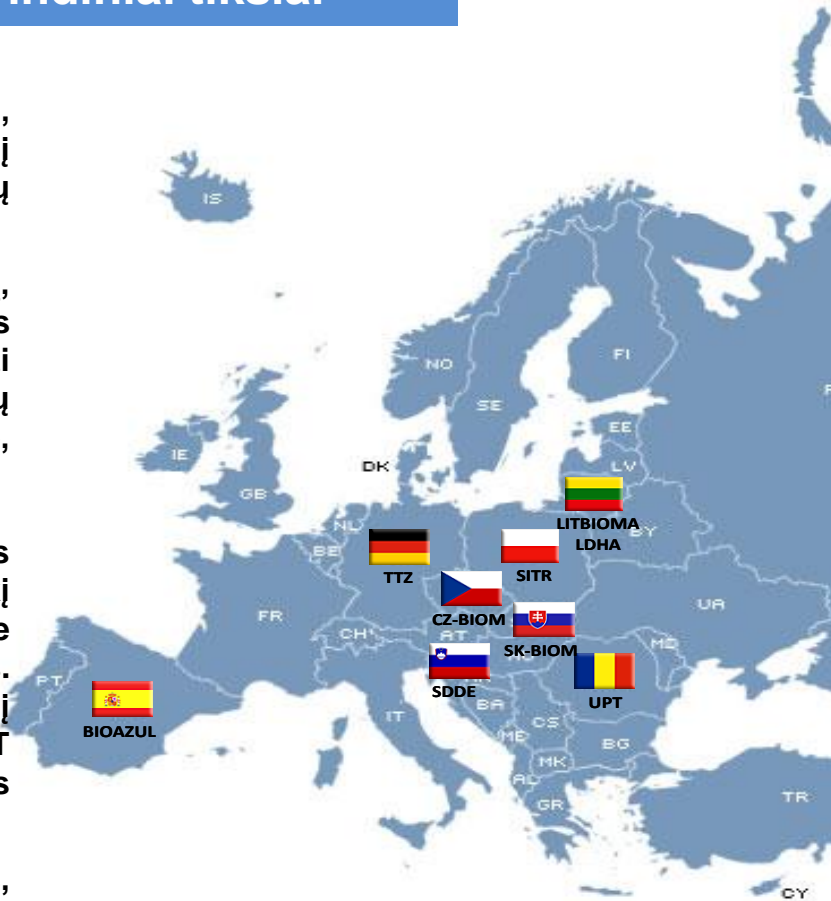 indiniai tikslai
,
į
ų
,
s
i
ų
,
s
į
e
.
į
T
s
,
IS
NO
FI
SE
EE
IE
DK
LV
GB
LITBIOMA
LDHA
BY
NL
BE
TTZ
SITR
CZ-BIOM
FR
UA
CH
AT
SK-BIOM
MD
PT
SDDE
UPT
BIOAZUL
IT
BA
CS
ME
BG
MK
AL
GR
TR
CY